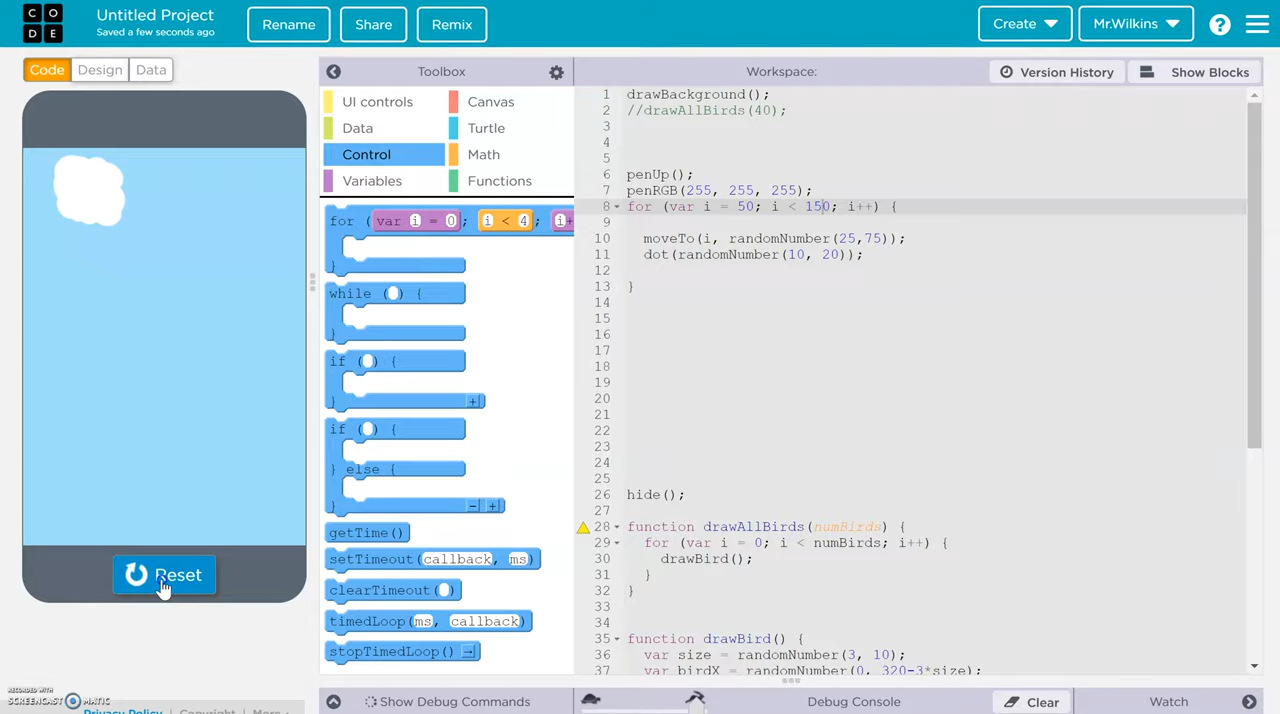 C O
D E
Untitled Project
Saved a few seconds ago
Rename
Share
Remix
Create
Mr.Wilkins
?
Code
Design
Data
Toolbox
Workspace:
Version History
Show Blocks
UI controls
Canvas
Data
Turtle
Control
Math
Variables
Functions
for ( var i = 0 ; i < 4 ; i+
}
while ( ) {
}
if ( ) {
} +
if ( ) {
} else {
} - +
getTime()
setTimeout(callback, ms)
clearTimeout( )
timedLoop(ms, callback)
stopTimedLoop()
1 drawBackground();
2 //drawAllBirds(40);
3
4
5
6 penUp();
7 penRGB(255, 255, 255);
8 for (var i = 50; i < 150; i++) {
10 moveTo(i, randomNumber(25,75));
11 dot(randomNumber(10, 20));
12
13 }
14
15
16
17
18
19
20
21
22
23
24
25
26 hide();
27
28 function drawAllBirds(numBirds) {
29 for (var i = 0; i < numBirds; i++) {
30 drawBird();
31 }
32 }
33
34
35 function drawBird() {
36 var size = randomNumber(3, 10);
37 var birdX = randomNumber(0, 320-3*size);
Reset
RECORDED WITH
SCREENCAST MATIC
Privacy Policy | Copyright | More
Show Debug Commands
Debug Console
Clear
Watch